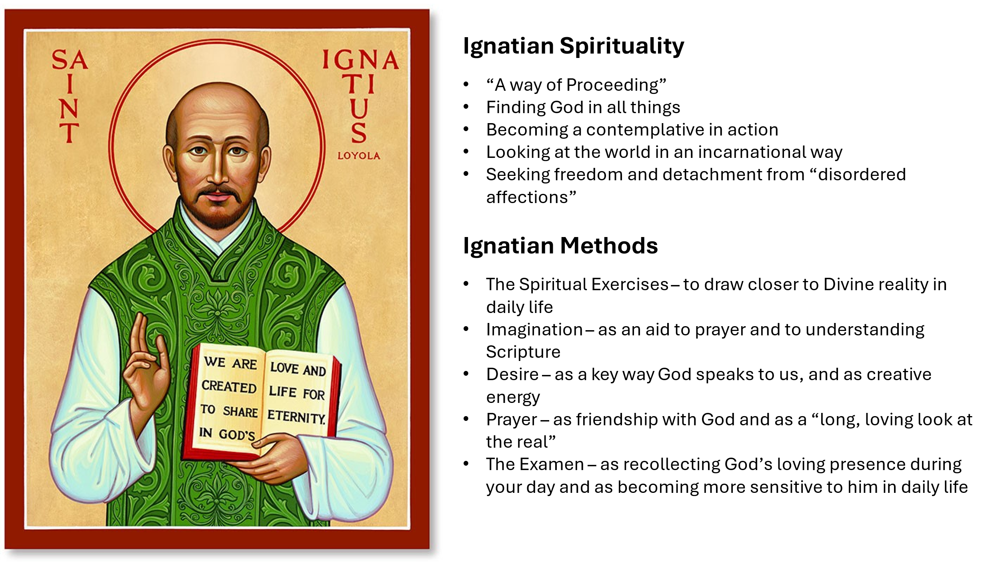 SA
I
N
T
IGNA
TI
U
S
LOYOLA
WE ARE
CREATED
TO SHARE
IN GOD'S
LOVE AND
LIFE FOR
ETERNITY.
Ignatian Spirituality
• “A way of Proceeding”
• Finding God in all things
• Becoming a contemplative in action
• Looking at the world in an incarnational way
• Seeking freedom and detachment from “disordered
affections”
Ignatian Methods
• The Spiritual Exercises – to draw closer to Divine reality in
daily life
• Imagination – as an aid to prayer and to understanding
Scripture
• Desire – as a key way God speaks to us, and as creative
energy
• Prayer – as friendship with God and as a “long, loving look at
the real”
• The Examen – as recollecting God’s loving presence during
your day and as becoming more sensitive to him in daily life